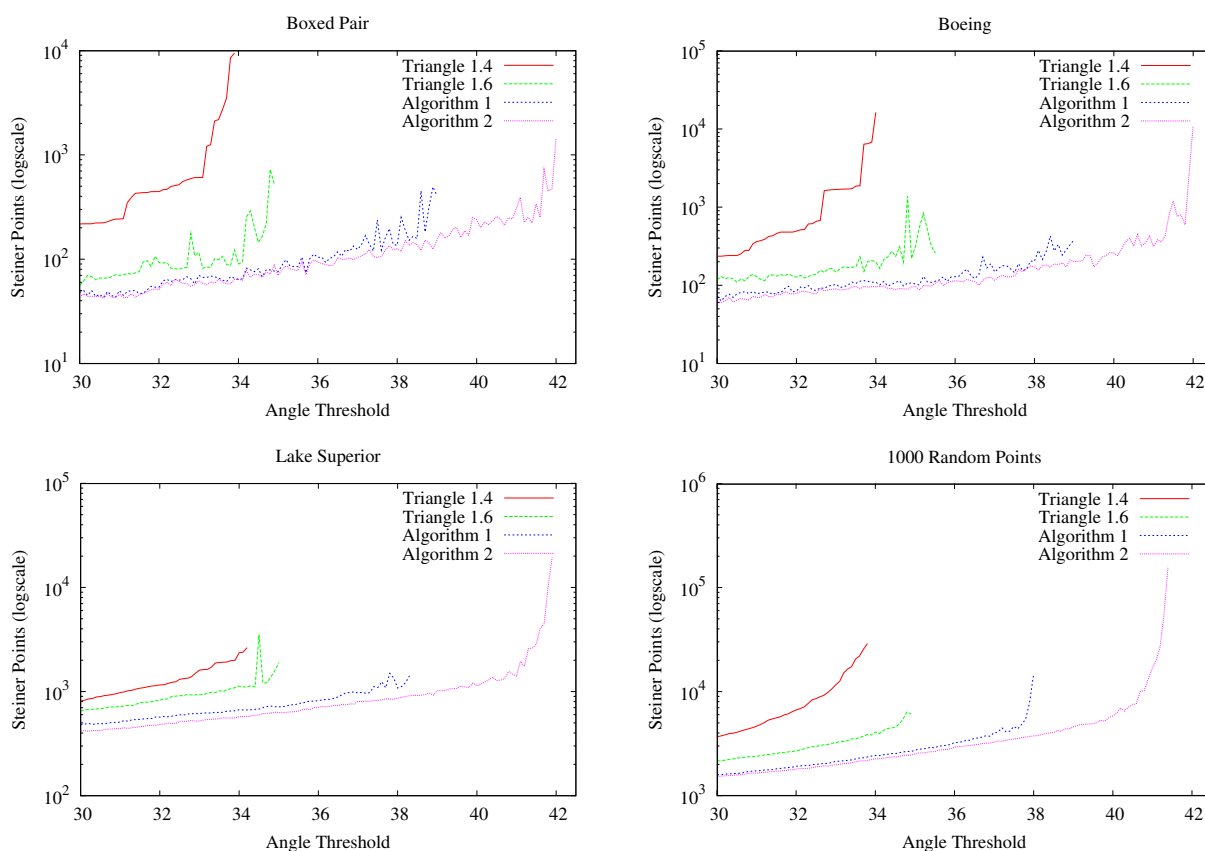 Boxed Pair
Steiner Points (logscale)
10^4
10^3
10^2
10^1
Triangle 1.4
Triangle 1.6
Algorithm 1
Algorithm 2
30 32 34 36 38 40 42
Angle Threshold
Boeing
Steiner Points (logscale)
10^5
10^4
10^3
10^2
10^1
Triangle 1.4
Triangle 1.6
Algorithm 1
Algorithm 2
30 32 34 36 38 40 42
Angle Threshold
Lake Superior
Steiner Points (logscale)
10^5
10^4
10^3
10^2
Triangle 1.4
Triangle 1.6
Algorithm 1
Algorithm 2
30 32 34 36 38 40 42
Angle Threshold
1000 Random Points
Steiner Points (logscale)
10^6
10^5
10^4
10^3
Triangle 1.4
Triangle 1.6
Algorithm 1
Algorithm 2
30 32 34 36 38 40 42
Angle Threshold